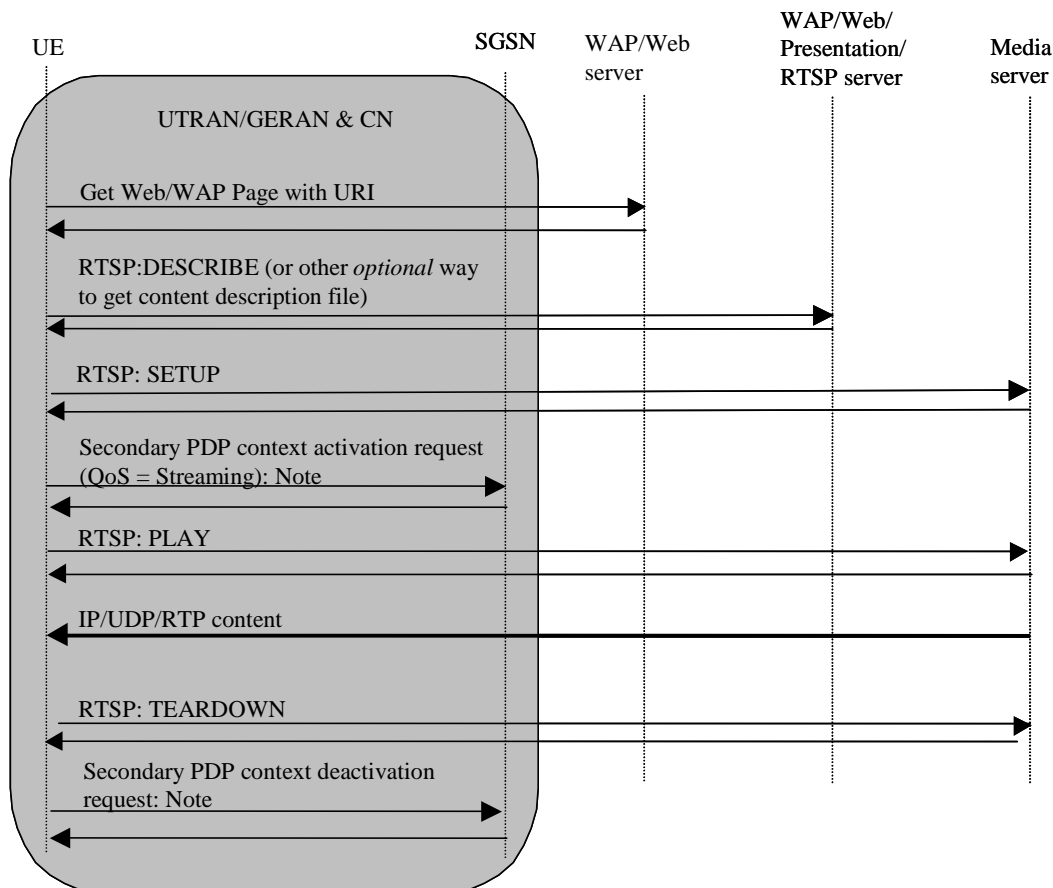 UE
SGSN
WAP/Web
server
WAP/Web/
Presentation/
RTSP server
Media
server
UTRAN/GERAN & CN
Get Web/WAP Page with URI
RTSP:DESCRIBE (or other optional way
to get content description file)
RTSP: SETUP
Secondary PDP context activation request
(QoS = Streaming): Note
RTSP: PLAY
IP/UDP/RTP content
RTSP: TEARDOWN
Secondary PDP context deactivation
request: Note